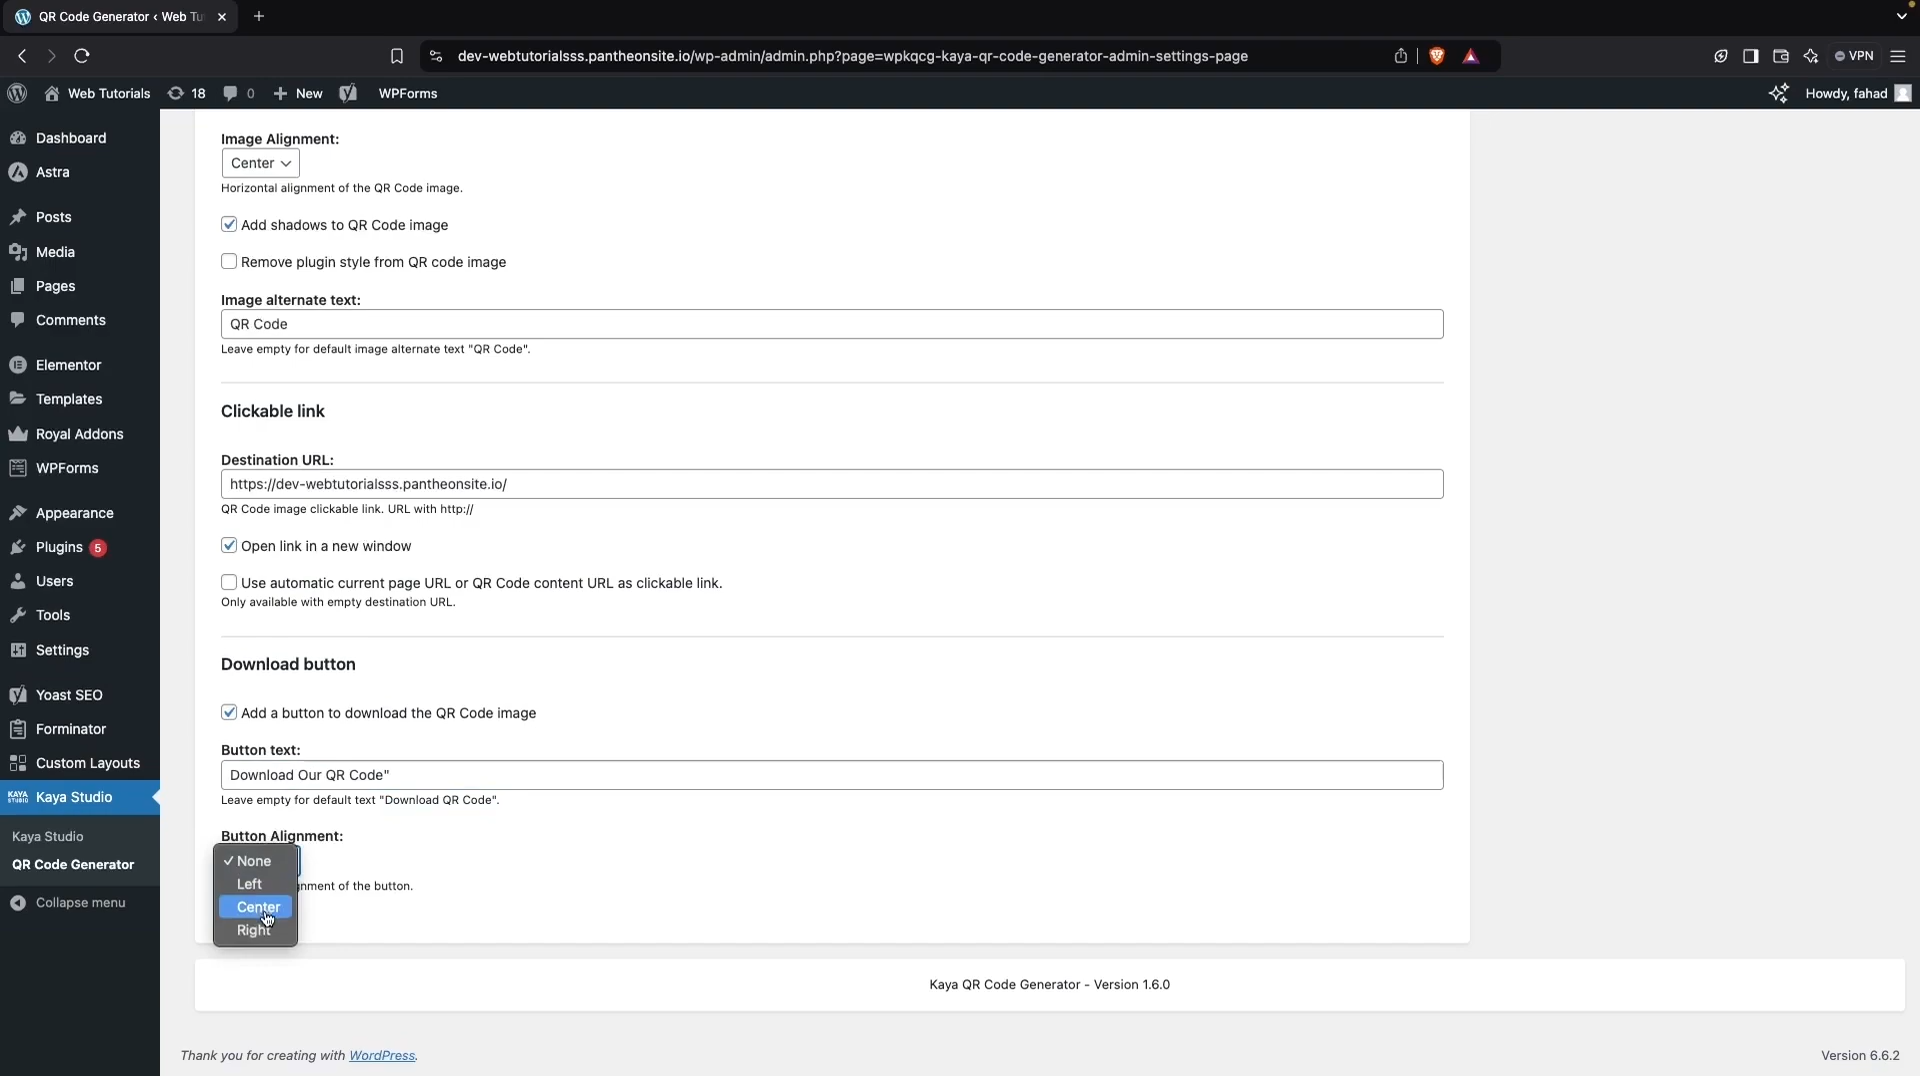 QR Code Generator ‹ Web Tu
dev-webtutorialsss.pantheonsite.io/wp-admin/admin.php?page=wpkqcg-kaya-qr-code-generator-admin-settings-page
VPN
Web Tutorials
18
0
New
WPForms
Howdy, fahad
Dashboard
Astra
Posts
Media
Pages
Comments
Elementor
Templates
Royal Addons
WPForms
Appearance
Plugins 5
Users
Tools
Settings
Yoast SEO
Forminator
Custom Layouts
KAYA STUDIO
Kaya Studio
Kaya Studio
QR Code Generator
Collapse menu
Image Alignment:
Center
Horizontal alignment of the QR Code image.
Add shadows to QR Code image
Remove plugin style from QR code image
Image alternate text:
QR Code
Leave empty for default image alternate text "QR Code".
Clickable link
Destination URL:
https://dev-webtutorialsss.pantheonsite.io/
QR Code image clickable link. URL with http://
Open link in a new window
Use automatic current page URL or QR Code content URL as clickable link.
Only available with empty destination URL.
Download button
Add a button to download the QR Code image
Button text:
Download Our QR Code"
Leave empty for default text "Download QR Code".
Button Alignment:
✓ None
Left
nment of the button.
Center
Right
Kaya QR Code Generator - Version 1.6.0
Thank you for creating with WordPress.
Version 6.6.2